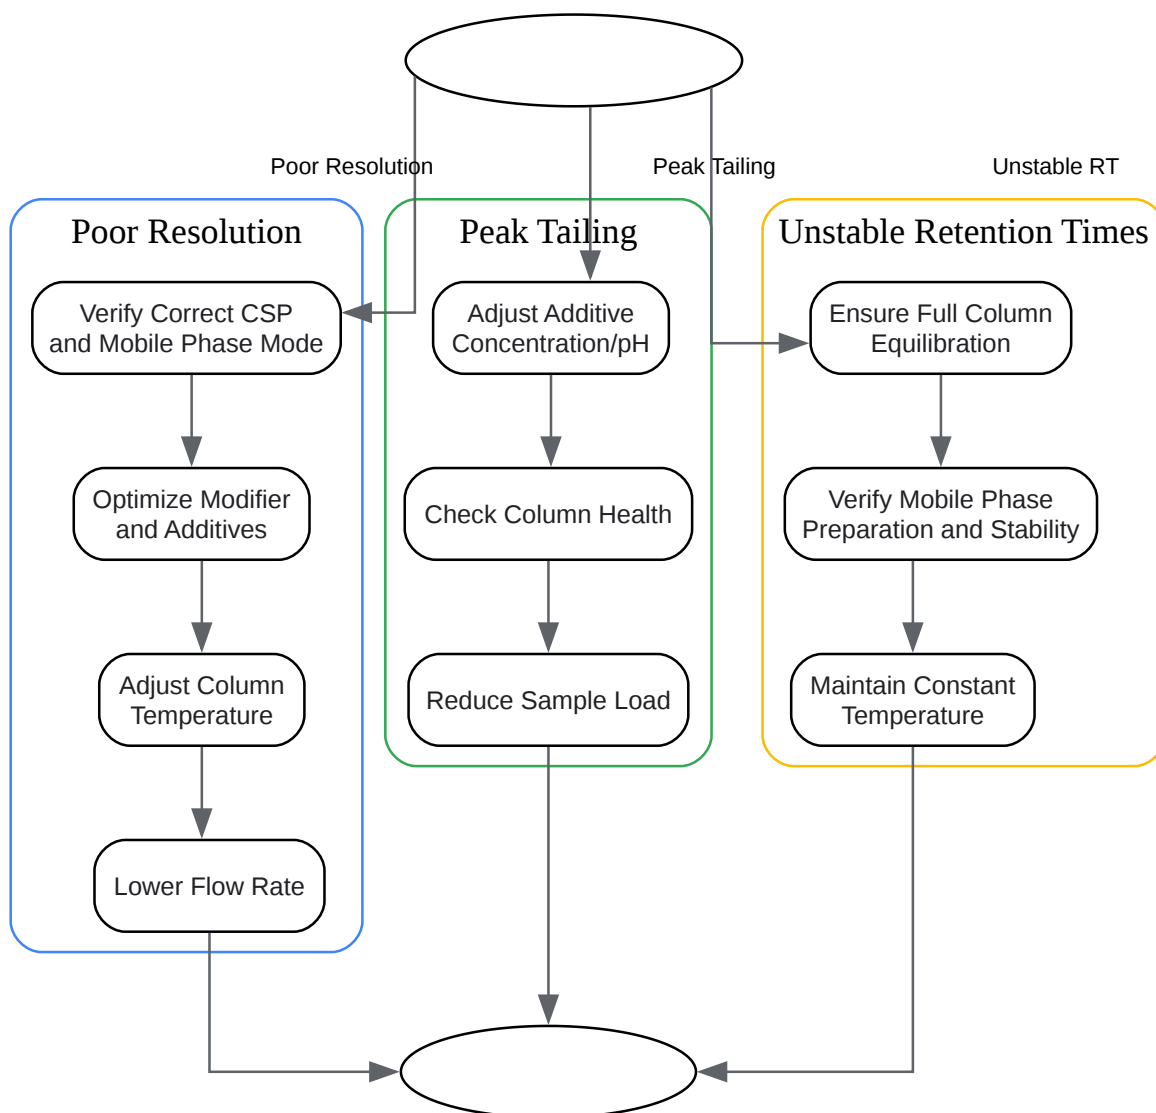 Poor Resolution
Peak Tailing
Unstable RT
Poor Resolution
Verify Correct CSP
and Mobile Phase Mode
Optimize Modifier
and Additives
Adjust Column
Temperature
Lower Flow Rate
Peak Tailing
Adjust Additive
Concentration/pH
Check Column Health
Reduce Sample Load
Unstable Retention Times
Ensure Full Column
Equilibration
Verify Mobile Phase
Preparation and Stability
Maintain Constant
Temperature